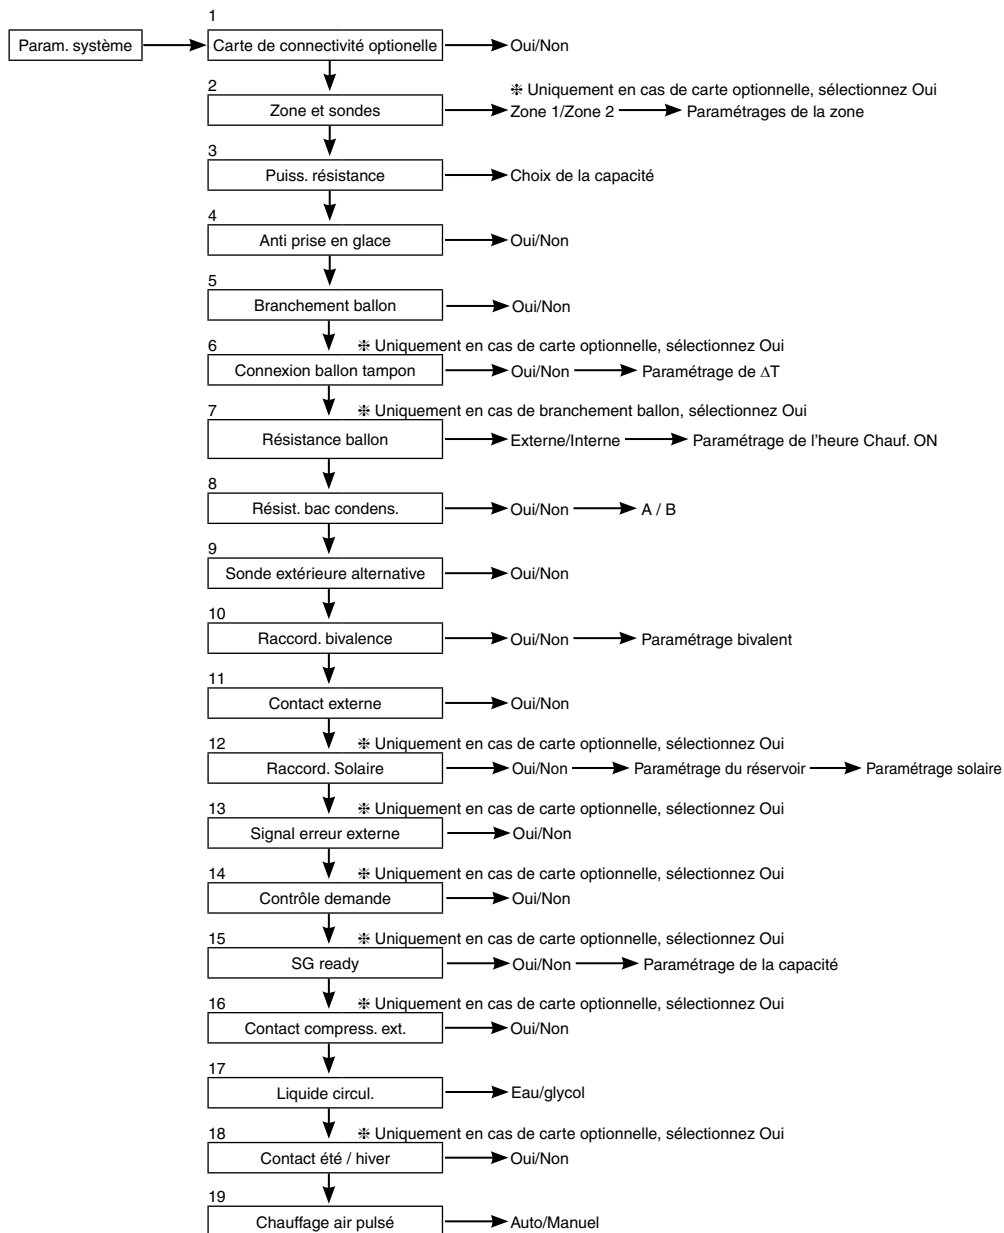 1
Param. système
Carte de connectivité optionelle
Oui/Non
2
❈ Uniquement en cas de carte optionnelle, sélectionnez Oui
Zone et sondes
Zone 1/Zone 2
Paramétrages de la zone
3
Puiss. résistance
Choix de la capacité
4
Anti prise en glace
Oui/Non
5
Branchement ballon
Oui/Non
6
❈ Uniquement en cas de carte optionnelle, sélectionnez Oui
Connexion ballon tampon
Oui/Non
Paramétrage de ΔT
7
❈ Uniquement en cas de branchement ballon, sélectionnez Oui
Résistance ballon
Externe/Interne
Paramétrage de l'heure Chauf. ON
8
Résist. bac condens.
Oui/Non
A / B
9
Sonde extérieure alternative
Oui/Non
10
Raccord. bivalence
Oui/Non
Paramétrage bivalent
11
Contact externe
Oui/Non
12
❈ Uniquement en cas de carte optionnelle, sélectionnez Oui
Raccord. Solaire
Oui/Non
Paramétrage du réservoir
Paramétrage solaire
13
❈ Uniquement en cas de carte optionnelle, sélectionnez Oui
Signal erreur externe
Oui/Non
14
❈ Uniquement en cas de carte optionnelle, sélectionnez Oui
Contrôle demande
Oui/Non
15
❈ Uniquement en cas de carte optionnelle, sélectionnez Oui
SG ready
Oui/Non
Paramétrage de la capacité
16
❈ Uniquement en cas de carte optionnelle, sélectionnez Oui
Contact compress. ext.
Oui/Non
17
Liquide circul.
Eau/glycol
18
❈ Uniquement en cas de carte optionnelle, sélectionnez Oui
Contact été / hiver
Oui/Non
19
Chauffage air pulsé
Auto/Manuel